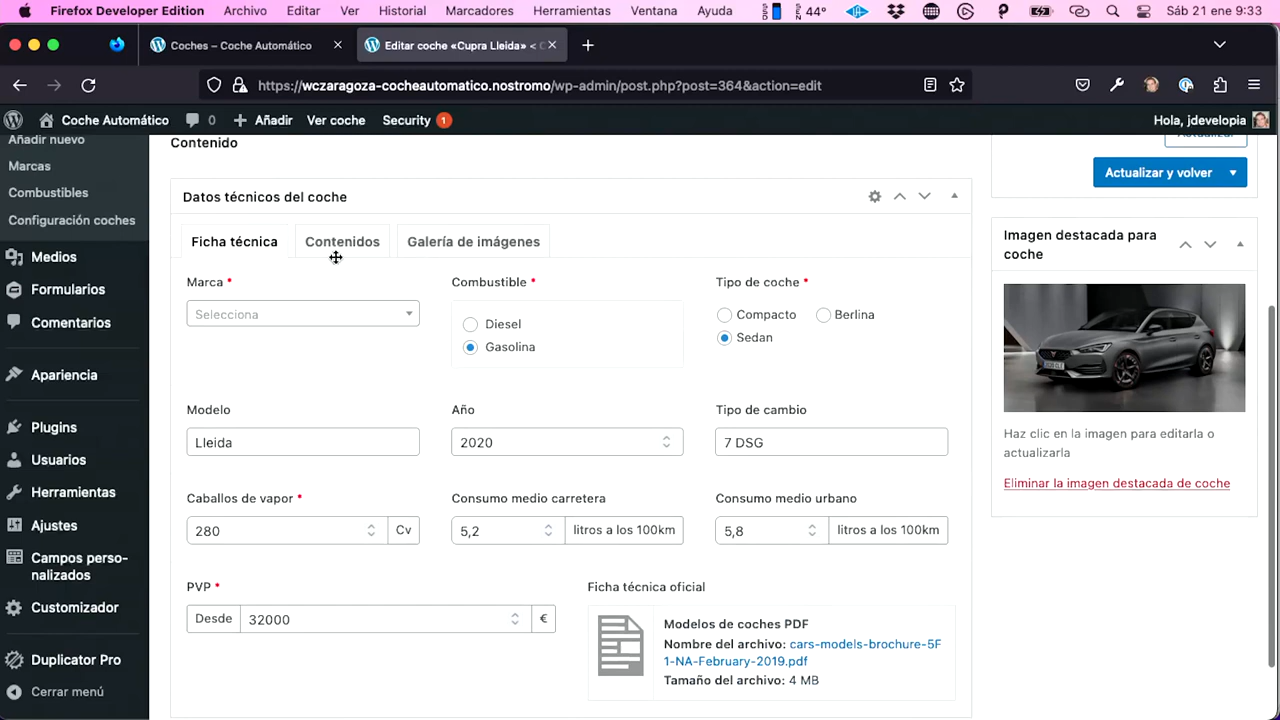 Firefox Developer Edition Archivo Editar Ver Historial Marcadores Herramientas Ventana Ayuda 44° Sáb 21 ene 9:33
Coches – Coche Automático
Editar coche «Cupra Lleida» < C
https://wczaragoza-cocheautomatico.nostromo/wp-admin/post.php?post=364&action=edit
Coche Automático 0 Añadir Ver coche Security 1 Hola, jdevelopia
Añadir nuevo
Marcas
Combustibles
Configuración coches
Medios
Formularios
Comentarios
Apariencia
Plugins
Usuarios
Herramientas
Ajustes
Campos perso-
nalizados
Customizador
Duplicator Pro
Cerrar menú
Contenido
Datos técnicos del coche
Ficha técnica Contenidos Galería de imágenes
Marca * Combustible * Tipo de coche *
Selecciona
Diesel
Gasolina
Compacto Berlina
Sedan
Modelo Año Tipo de cambio
Lleida 2020 7 DSG
Caballos de vapor * Consumo medio carretera Consumo medio urbano
280 Cv 5,2 litros a los 100km 5,8 litros a los 100km
PVP * Ficha técnica oficial
Desde 32000 €
Modelos de coches PDF
Nombre del archivo: cars-models-brochure-5F
1-NA-February-2019.pdf
Tamaño del archivo: 4 MB
Actualizar y volver
Imagen destacada para
coche
Haz clic en la imagen para editarla o
actualizarla
Eliminar la imagen destacada de coche